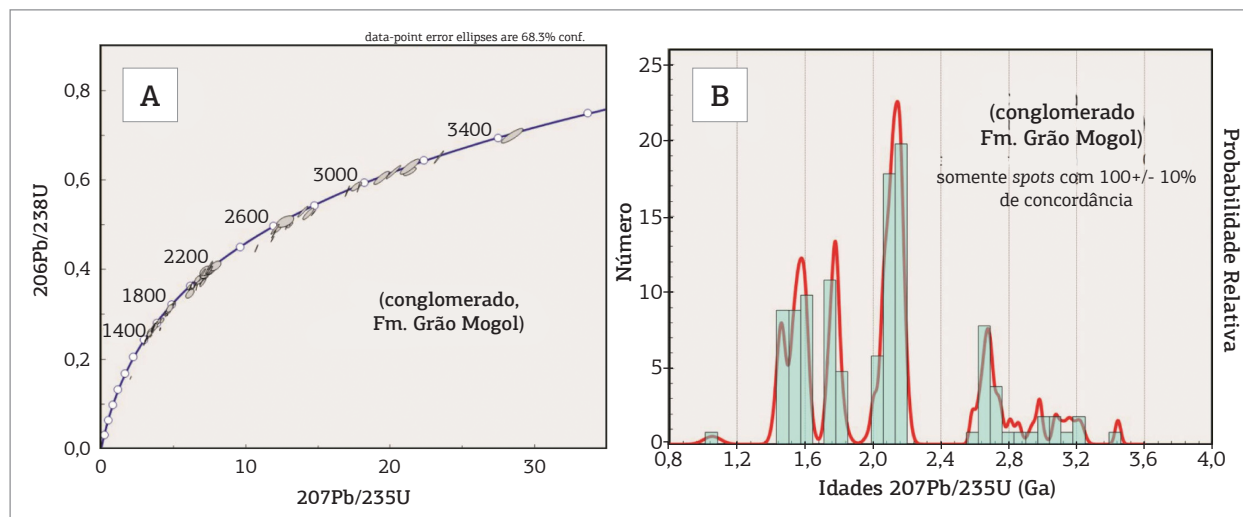 data-point error ellipses are 68.3% conf.
A
0,8
0,6
0,4
0,2
0,0
206Pb/238U
3400
3000
2600
2200
1800
1400
(conglomerado,
Fm. Grão Mogol)
0
10
20
30
207Pb/235U
B
25
20
15
10
5
0
Número
(conglomerado
Fm. Grão Mogol)
somente spots com 100+/- 10%
de concordância
Probabilidade Relativa
0,8
1,2
1,6
2,0
2,4
2,8
3,2
3,6
4,0
Idades 207Pb/235U (Ga)